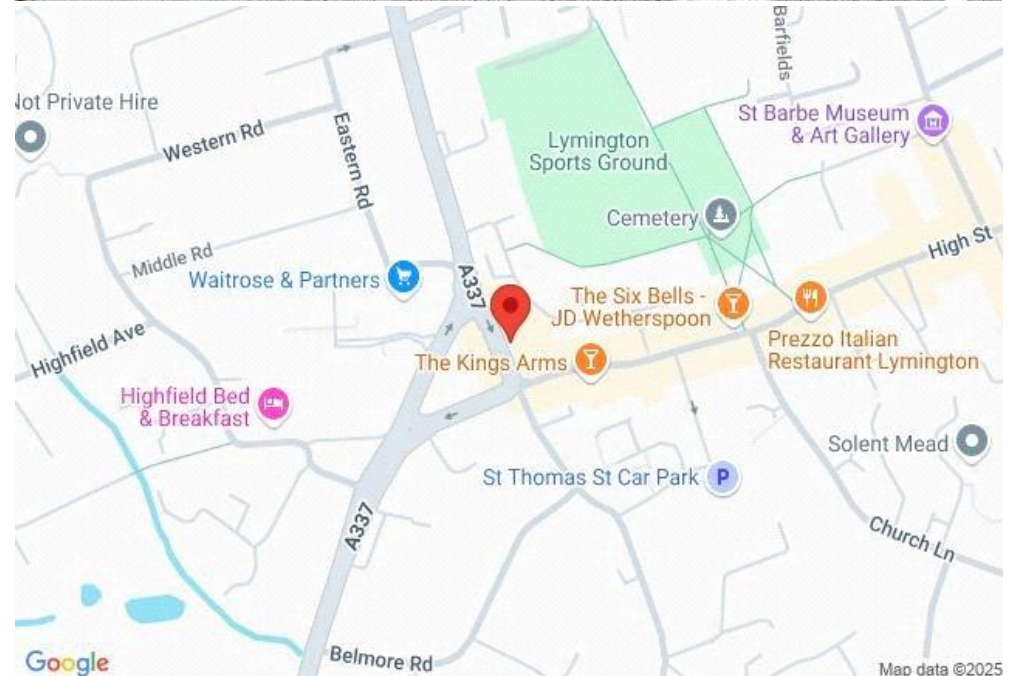 Barfields
Not Private Hire
St Barbe Museum
& Art Gallery
Western Rd
Eastern Rd
Lymington
Sports Ground
Cemetery
High St
Middle Rd
Waitrose & Partners
A337
The Six Bells -
JD Wetherspoon
Prezzo Italian
Restaurant Lymington
Highfield Ave
The Kings Arms
Highfield Bed
& Breakfast
Solent Mead
St Thomas St Car Park
P
A337
Church Ln
Belmore Rd
Google
Map data ©2025